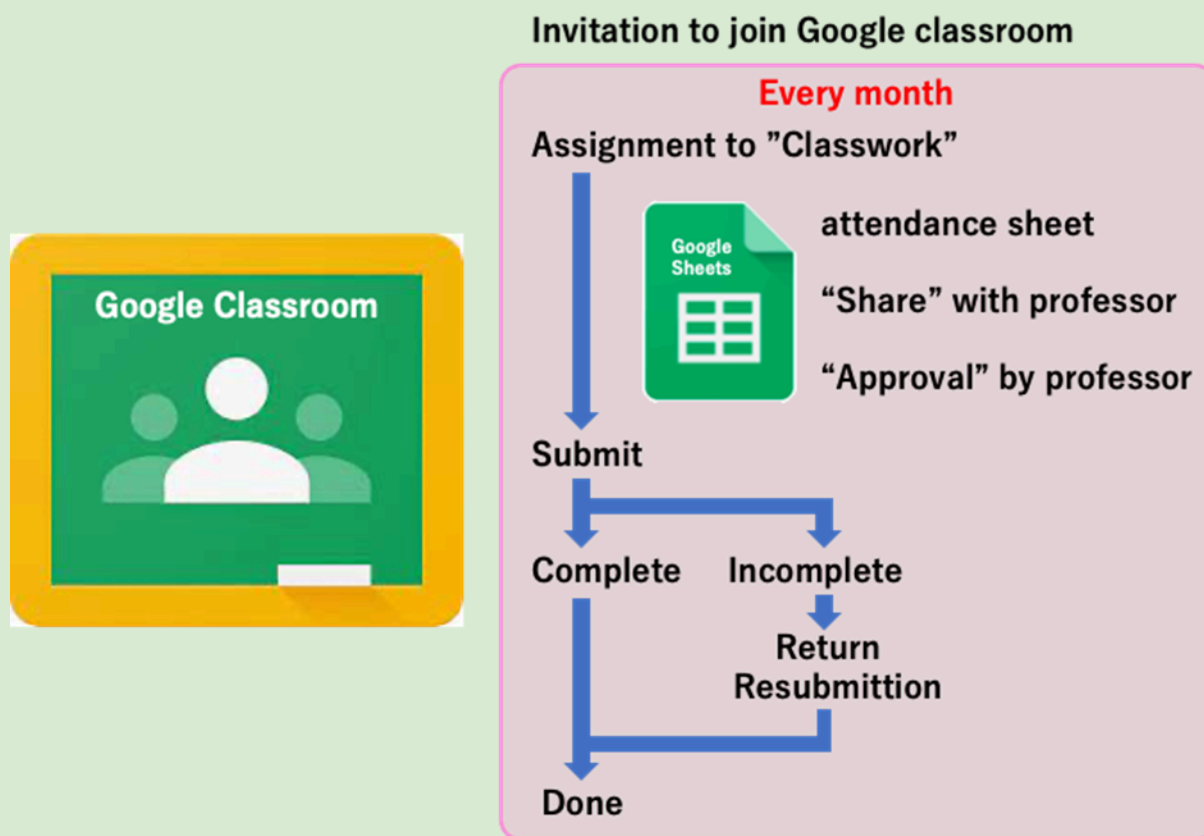 Invitation to join Google classroom
Every month
Assignment to ”Classwork”
Google Classroom
Google
Sheets
attendance sheet
“Share” with professor
“Approval” by professor
Submit
Complete
Incomplete
Return
Resubmittion
Done